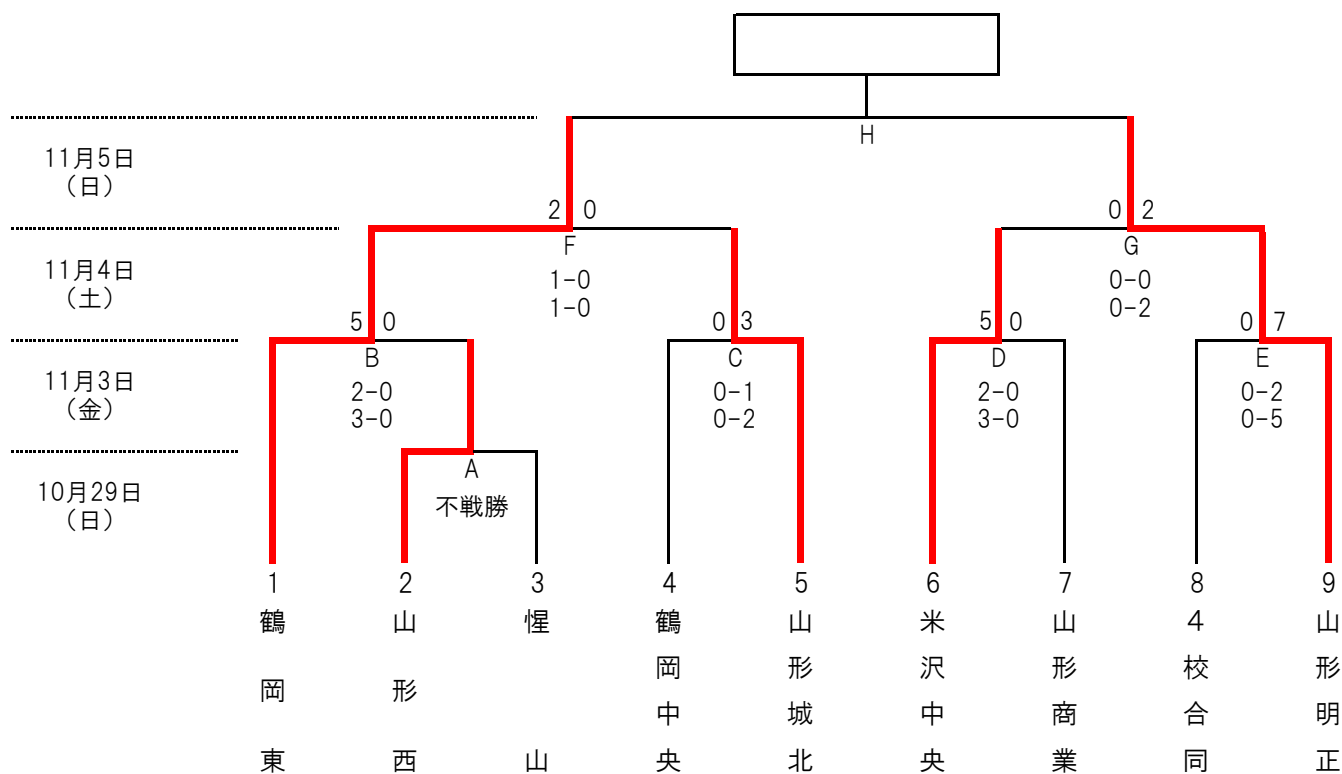 H
11月5日
（日）
2 0
0 2
F
G
11月4日
（土）
1-0
1-0
0-0
0-2
5 0
0 3
5 0
0 7
B
C
D
E
11月3日
（金）
2-0
3-0
0-1
0-2
2-0
3-0
0-2
0-5
A
10月29日
（日）
不戦勝
1 2 3 4 5 6 7 8 9
鶴岡東
山形西
惺山
鶴岡中央
山形城北
米沢中央
山形商業
４校合同
山形明正